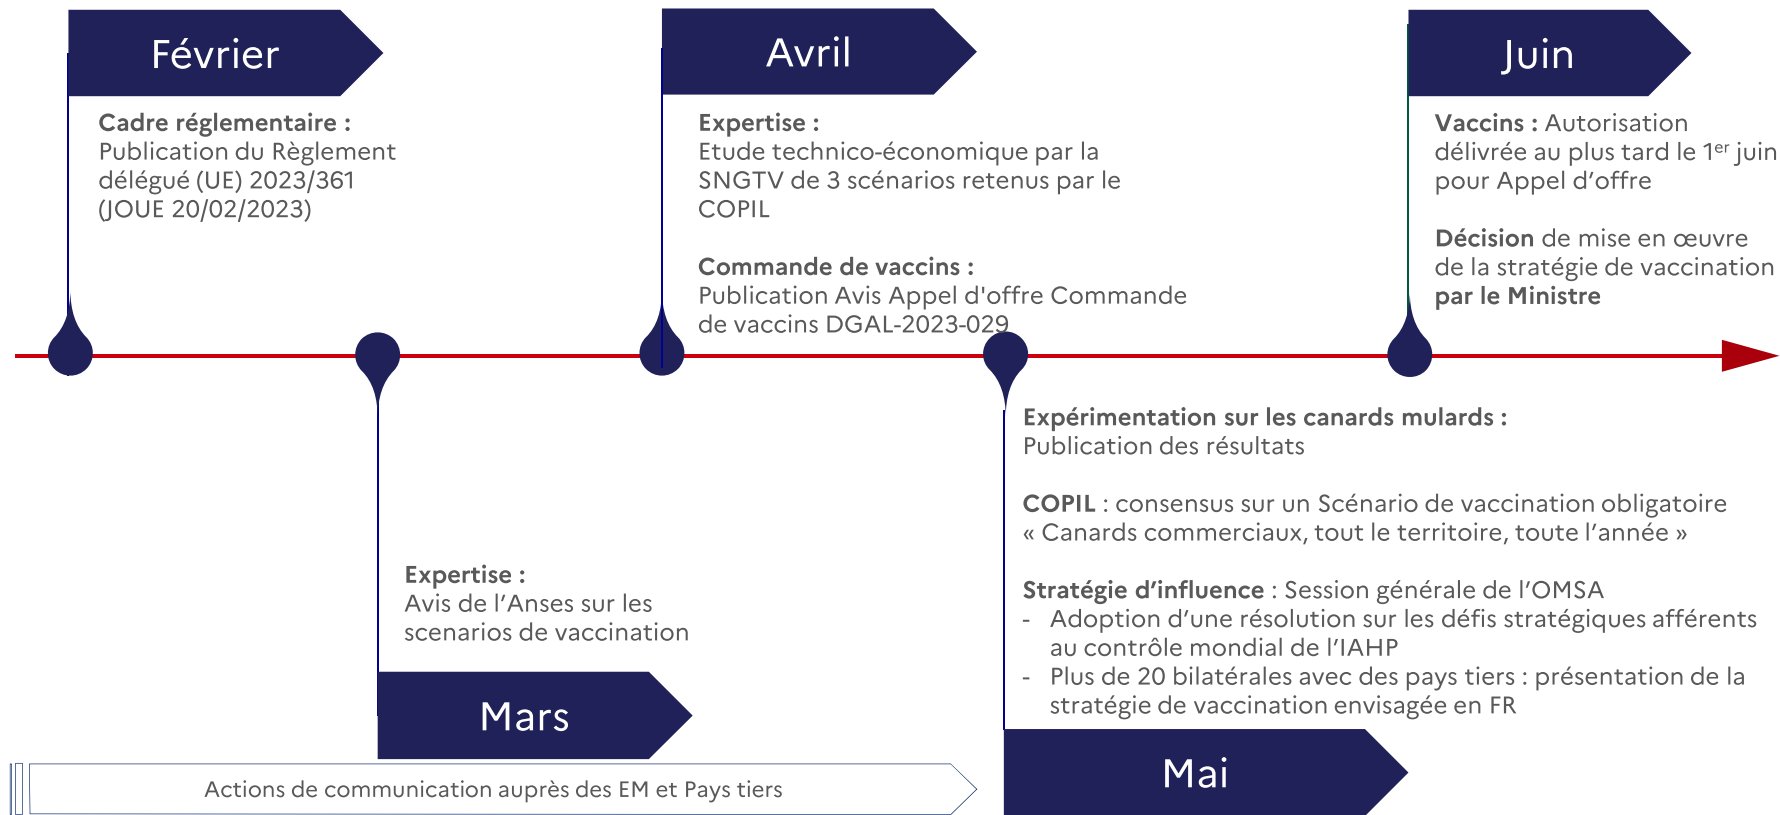 Février
Cadre réglementaire :
Publication du Règlement
délégué (UE) 2023/361
(JOUE 20/02/2023)
Avril
Expertise :
Etude technico-économique par la
SNGTV de 3 scénarios retenus par le
COPIL
Commande de vaccins :
Publication Avis Appel d'offre Commande
de vaccins DGAL-2023-029
Juin
Vaccins : Autorisation
délivrée au plus tard le 1er juin
pour Appel d’offre
Décision de mise en œuvre
de la stratégie de vaccination
par le Ministre
Expertise :
Avis de l’Anses sur les
scenarios de vaccination
Mars
Expérimentation sur les canards mulards :
Publication des résultats
COPIL : consensus sur un Scénario de vaccination obligatoire
« Canards commerciaux, tout le territoire, toute l’année »
Stratégie d’influence : Session générale de l’OMSA
- Adoption d’une résolution sur les défis stratégiques afférents
au contrôle mondial de l’IAHP
- Plus de 20 bilatérales avec des pays tiers : présentation de la
stratégie de vaccination envisagée en FR
Mai
Actions de communication auprès des EM et Pays tiers